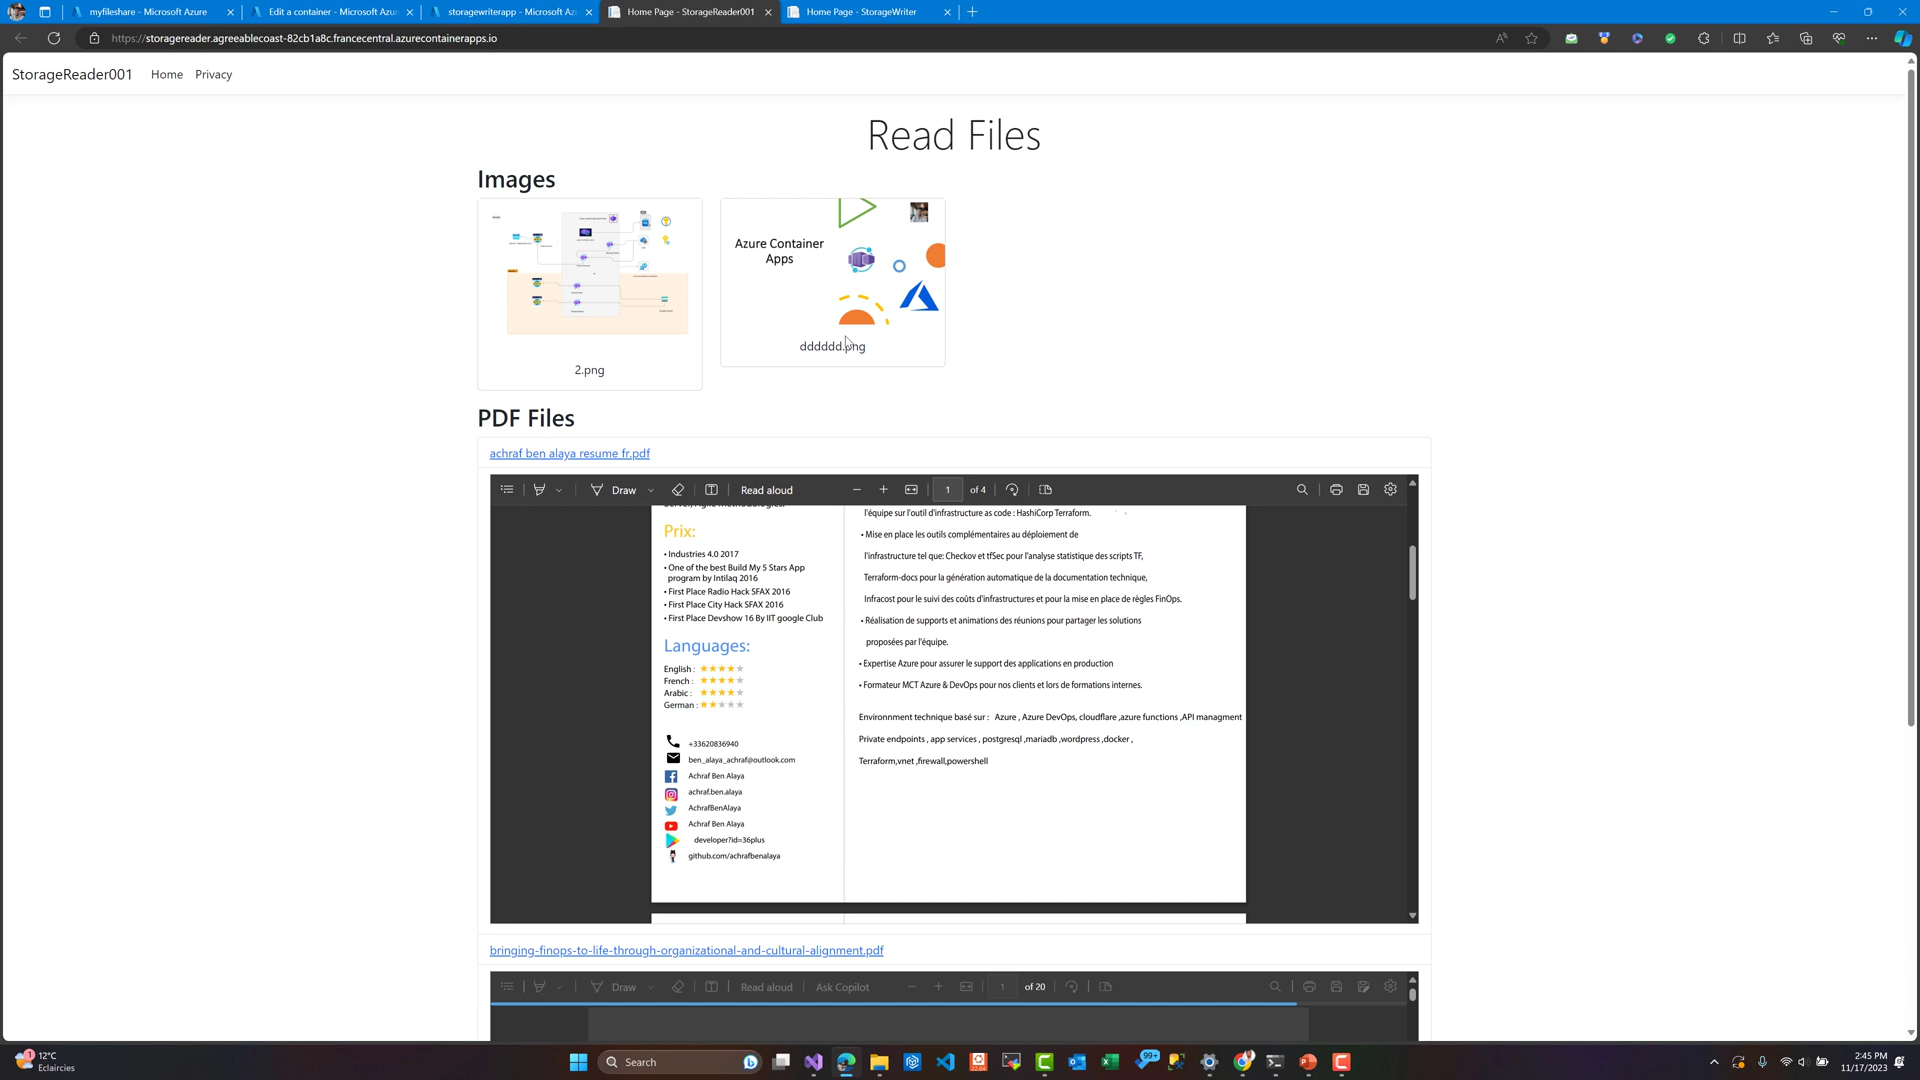 myfileshare - Microsoft Azure
Edit a container - Microsoft Azur
storagewriterapp - Microsoft Az
Home Page - StorageReader001
Home Page - StorageWriter
https://storagereader.agreeablecoast-82cb1a8c.francecentral.azurecontainerapps.io
StorageReader001 Home Privacy
Read Files
Images
Azure Container
Apps
dddddd.png
2.png
PDF Files
achraf ben alaya resume fr.pdf
Draw Read aloud 1 of 4
Prix:
• Industries 4.0 2017
• One of the best Build My 5 Stars App
program by Intilaq 2016
• First Place Radio Hack SFAX 2016
• First Place City Hack SFAX 2016
• First Place Devshow 16 By IIT google Club
Languages:
English :
French :
Arabic :
German :
+33620836940
ben_alaya_achraf@outlook.com
Achraf Ben Alaya
achraf.ben.alaya
AchrafBenAlaya
Achraf Ben Alaya
developer?id=36plus
github.com/achrafbenalaya
l'équipe sur l'outil d'infrastructure as code : HashiCorp Terraform.
• Mise en place les outils complémentaires au déploiement de
l'infrastructure tel que: Checkov et tfSec pour l'analyse statistique des scripts TF,
Terraform-docs pour la génération automatique de la documentation technique,
Infracost pour le suivi des coûts d'infrastructures et pour la mise en place de règles FinOps.
• Réalisation de supports et animations des réunions pour partager les solutions
proposées par l'équipe.
• Expertise Azure pour assurer le support des applications en production
• Formateur MCT Azure & DevOps pour nos clients et lors de formations internes.
Environnment technique basé sur : Azure , Azure DevOps, cloudflare ,azure functions ,API managment
Private endpoints , app services , postgresql ,mariadb ,wordpress ,docker ,
Terraform,vnet ,firewall,powershell
bringing-finops-to-life-through-organizational-and-cultural-alignment.pdf
Draw Read aloud Ask Copilot 1 of 20
1
12°C
Eclaircies
Search
99+
2:45 PM
11/17/2023